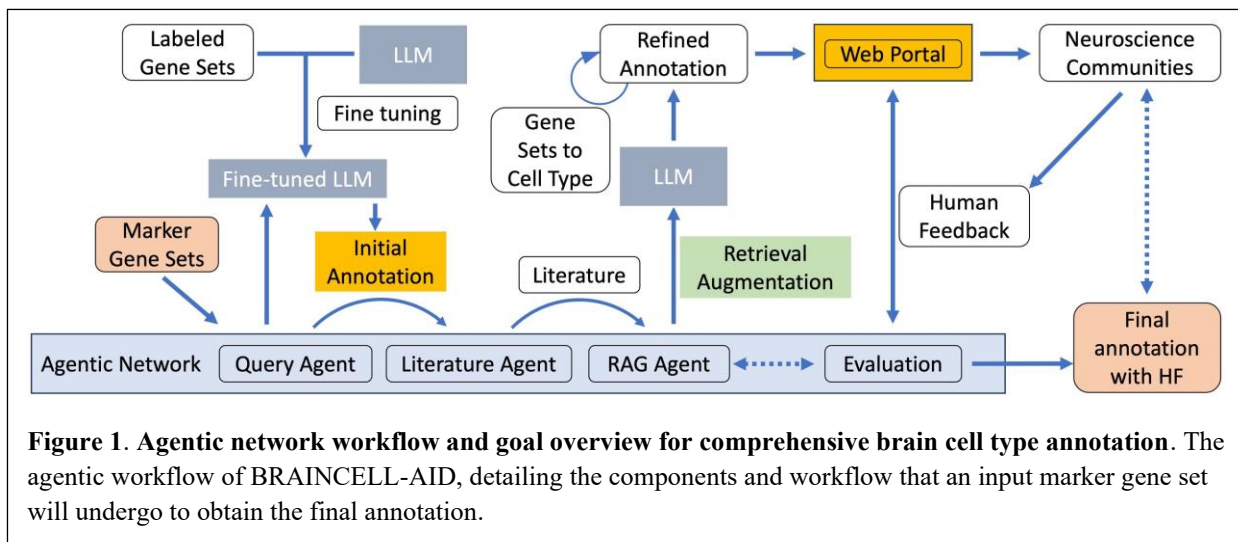 Labeled
Gene Sets
LLM
Fine tuning
Fine-tuned LLM
Marker
Gene Sets
Initial
Annotation
Refined
Annotation
Gene
Sets to
Cell Type
LLM
Literature
Retrieval
Augmentation
Web Portal
Neuroscience
Communities
Human
Feedback
Agentic Network
Query Agent
Literature Agent
RAG Agent
Evaluation
Final
annotation
with HF
Figure 1. Agentic network workflow and goal overview for comprehensive brain cell type annotation. The
agentic workflow of BRAINCELL-AID, detailing the components and workflow that an input marker gene set
will undergo to obtain the final annotation.